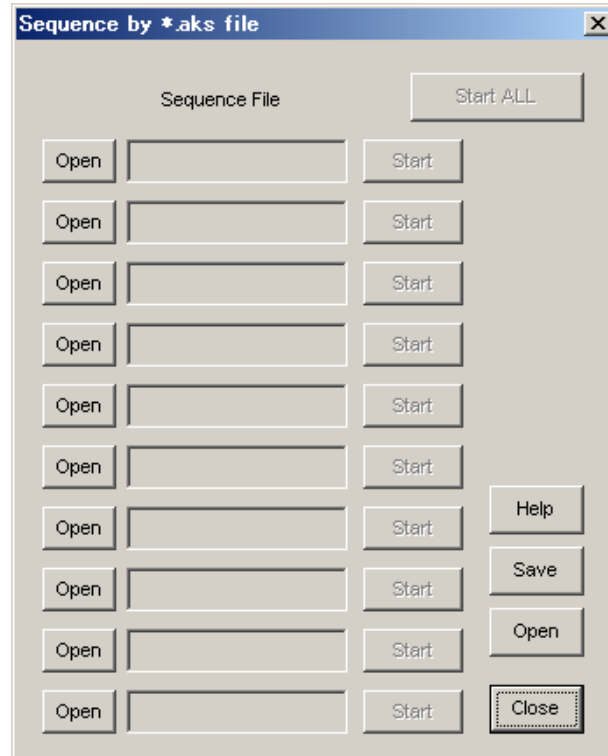 Sequence by *.aks file
Sequence File Start ALL
Open Start
Open Start
Open Start
Open Start
Open Start
Open Start
Open Start Help
Open Start Save
Open Start Open
Open Start Close